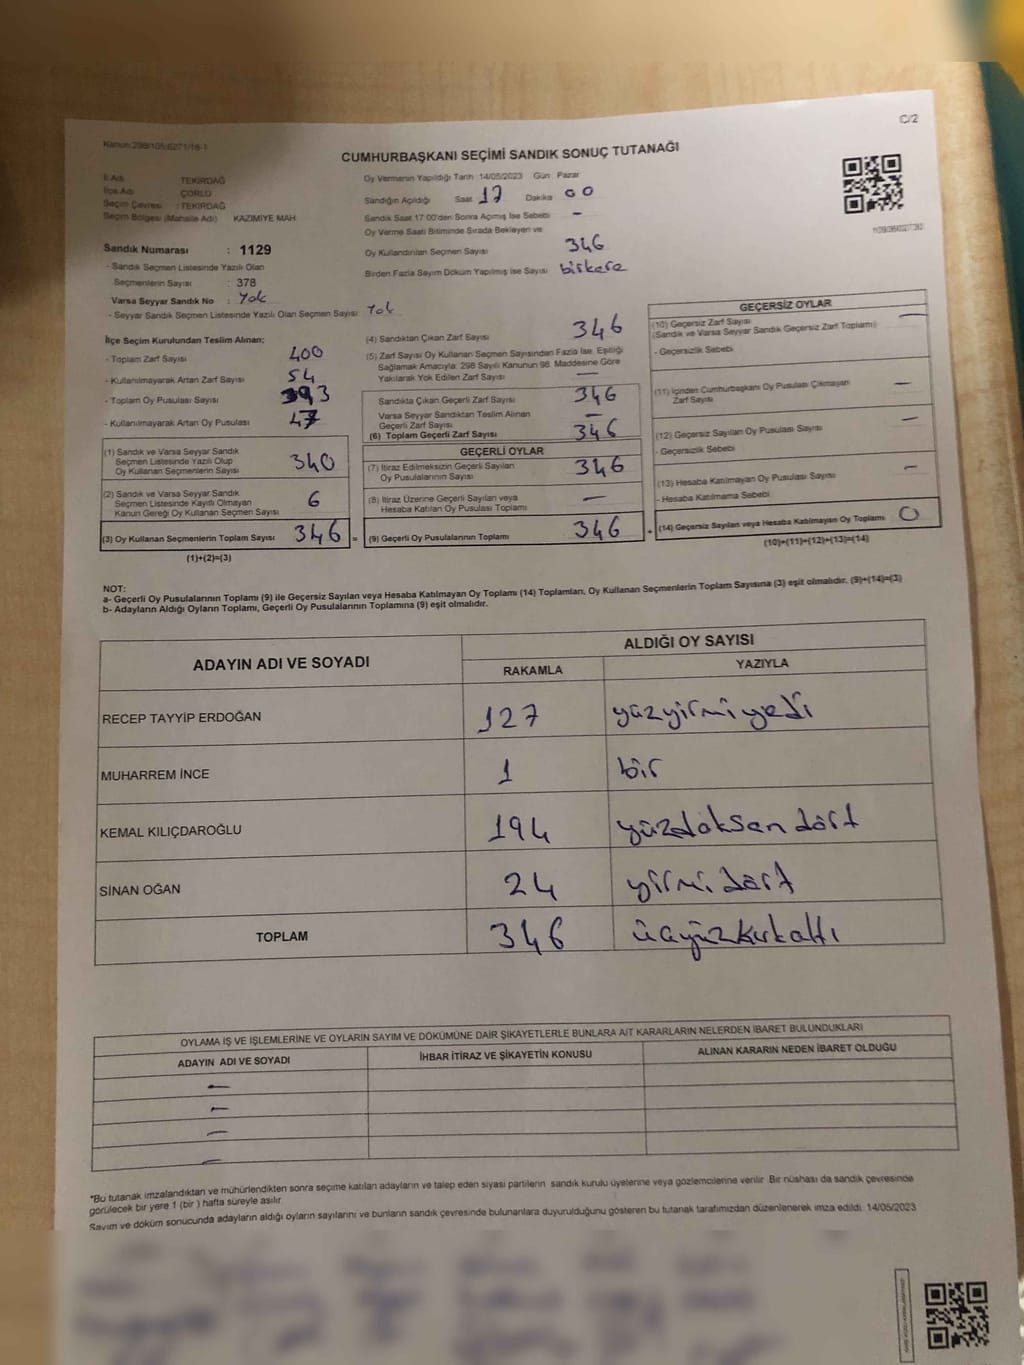 Kanun:298/105;6271/16-1
C/2
CUMHURBAŞKANI SEÇİMİ SANDIK SONUÇ TUTANAĞI
İl Adı : TEKİRDAĞ
İlçe Adı : ÇORLU
Seçim Çevresi : TEKİRDAĞ
Seçim Bölgesi (Mahalle Adı) KAZIMİYE MAH.
Sandık Numarası : 1129
- Sandık Seçmen Listesinde Yazılı Olan
Seçmenlerin Sayısı : 378
Varsa Seyyar Sandık No : Yok
- Seyyar Sandık Seçmen Listesinde Yazılı Olan Seçmen Sayısı: Yok
Oy Vermenin Yapıldığı Tarih :14/05/2023 Gün : Pazar
Sandığın Açıldığı Saat 17 Dakika 00
Sandık Saat 17:00'den Sonra Açımış İse Sebebi -
Oy Verme Saati Bitiminde Sırada Bekleyen ve
Oy Kullandırılan Seçmen Sayısı 346
Birden Fazla Sayım Döküm Yapılmış İse Sayısı birkere
İlçe Seçim Kurulundan Teslim Alınan;
- Toplam Zarf Sayısı 400
- Kullanılmayarak Artan Zarf Sayısı 54
- Toplam Oy Pusulası Sayısı 393
- Kullanılmayarak Artan Oy Pusulası 47
(1) Sandık ve Varsa Seyyar Sandık
Seçmen Listesinde Yazılı Olup
Oy Kullanan Seçmenlerin Sayısı 340
(2) Sandık ve Varsa Seyyar Sandık
Seçmen Listesinde Kayıtlı Olmayan
Kanun Gereği Oy Kullanan Seçmen Sayısı 6
(3) Oy Kullanan Seçmenlerin Toplam Sayısı 346 =
(1)+(2)=(3)
(4) Sandıktan Çıkan Zarf Sayısı 346
(5) Zarf Sayısı Oy Kullanan Seçmen Sayısından Fazla İse, Eşitliği
Sağlamak Amacıyla; 298 Sayılı Kanunun 98. Maddesine Göre
Yakılarak Yok Edilen Zarf Sayısı —
Sandıkta Çıkan Geçerli Zarf Sayısı 346
Varsa Seyyar Sandıktan Teslim Alınan
Geçerli Zarf Sayısı —
(6) Toplam Geçerli Zarf Sayısı 346
GEÇERLİ OYLAR
(7) İtiraz Edilmeksizin Geçerli Sayılan
Oy Pusulalarının Sayısı 346
(8) İtiraz Üzerine Geçerli Sayılan veya
Hesaba Katılan Oy Pusulası Toplamı —
(9) Geçerli Oy Pusulalarının Toplamı 346 +
GEÇERSİZ OYLAR
(10) Geçersiz Zarf Sayısı —
(Sandık ve Varsa Seyyar Sandık Geçersiz Zarf Toplamı)
- Geçersizlik Sebebi
(11) İçinden Cumhurbaşkanı Oy Pusulası Çıkmayan —
Zarf Sayısı
(12) Geçersiz Sayılan Oy Pusulası Sayısı —
- Geçersizlik Sebebi
(13) Hesaba Katılmayan Oy Pusulası Sayısı —
- Hesaba Katılmama Sebebi
(14) Geçersiz Sayılan veya Hesaba Katılmayan Oy Toplamı 0
(10)+(11)+(12)+(13)=(14)
NOT:
a- Geçerli Oy Pusulalarının Toplamı (9) ile Geçersiz Sayılan veya Hesaba Katılmayan Oy Toplamı (14) Toplamları, Oy Kullanan Seçmenlerin Toplam Sayısına (3) eşit olmalıdır. (9)+(14)=(3)
b- Adayların Aldığı Oyların Toplamı, Geçerli Oy Pusulalarının Toplamına (9) eşit olmalıdır.
ADAYIN ADI VE SOYADI
ALDIĞI OY SAYISI
RAKAMLA YAZIYLA
RECEP TAYYİP ERDOĞAN 127 yüzyirmiyedi
MUHARREM İNCE 1 bir
KEMAL KILIÇDAROĞLU 194 yüzdoksan dört
SİNAN OĞAN 24 yirmi dört
TOPLAM 346 üçyüzkırkaltı
OYLAMA İŞ VE İŞLEMLERİNE VE OYLARIN SAYIM VE DÖKÜMÜNE DAİR ŞİKAYETLERLE BUNLARA AİT KARARLARIN NELERDEN İBARET BULUNDUKLARI
ADAYIN ADI VE SOYADI İHBAR İTİRAZ VE ŞİKAYETİN KONUSU ALINAN KARARIN NEDEN İBARET OLDUĞU
—
—
—
—
*Bu tutanak imzalandıktan ve mühürlendikten sonra seçime katılan adayların ve talep eden siyasi partilerin sandık kurulu üyelerine veya gözlemcilerine verilir. Bir nüshası da sandık çevresinde
görülecek bir yere 1 (bir ) hafta süreyle asılır.
Sayım ve döküm sonucunda adayların aldığı oyların sayılarını ve bunların sandık çevresinde bulunanlara duyurulduğunu gösteren bu tutanak tarafımızdan düzenlenerek imza edildi. 14/05/2023